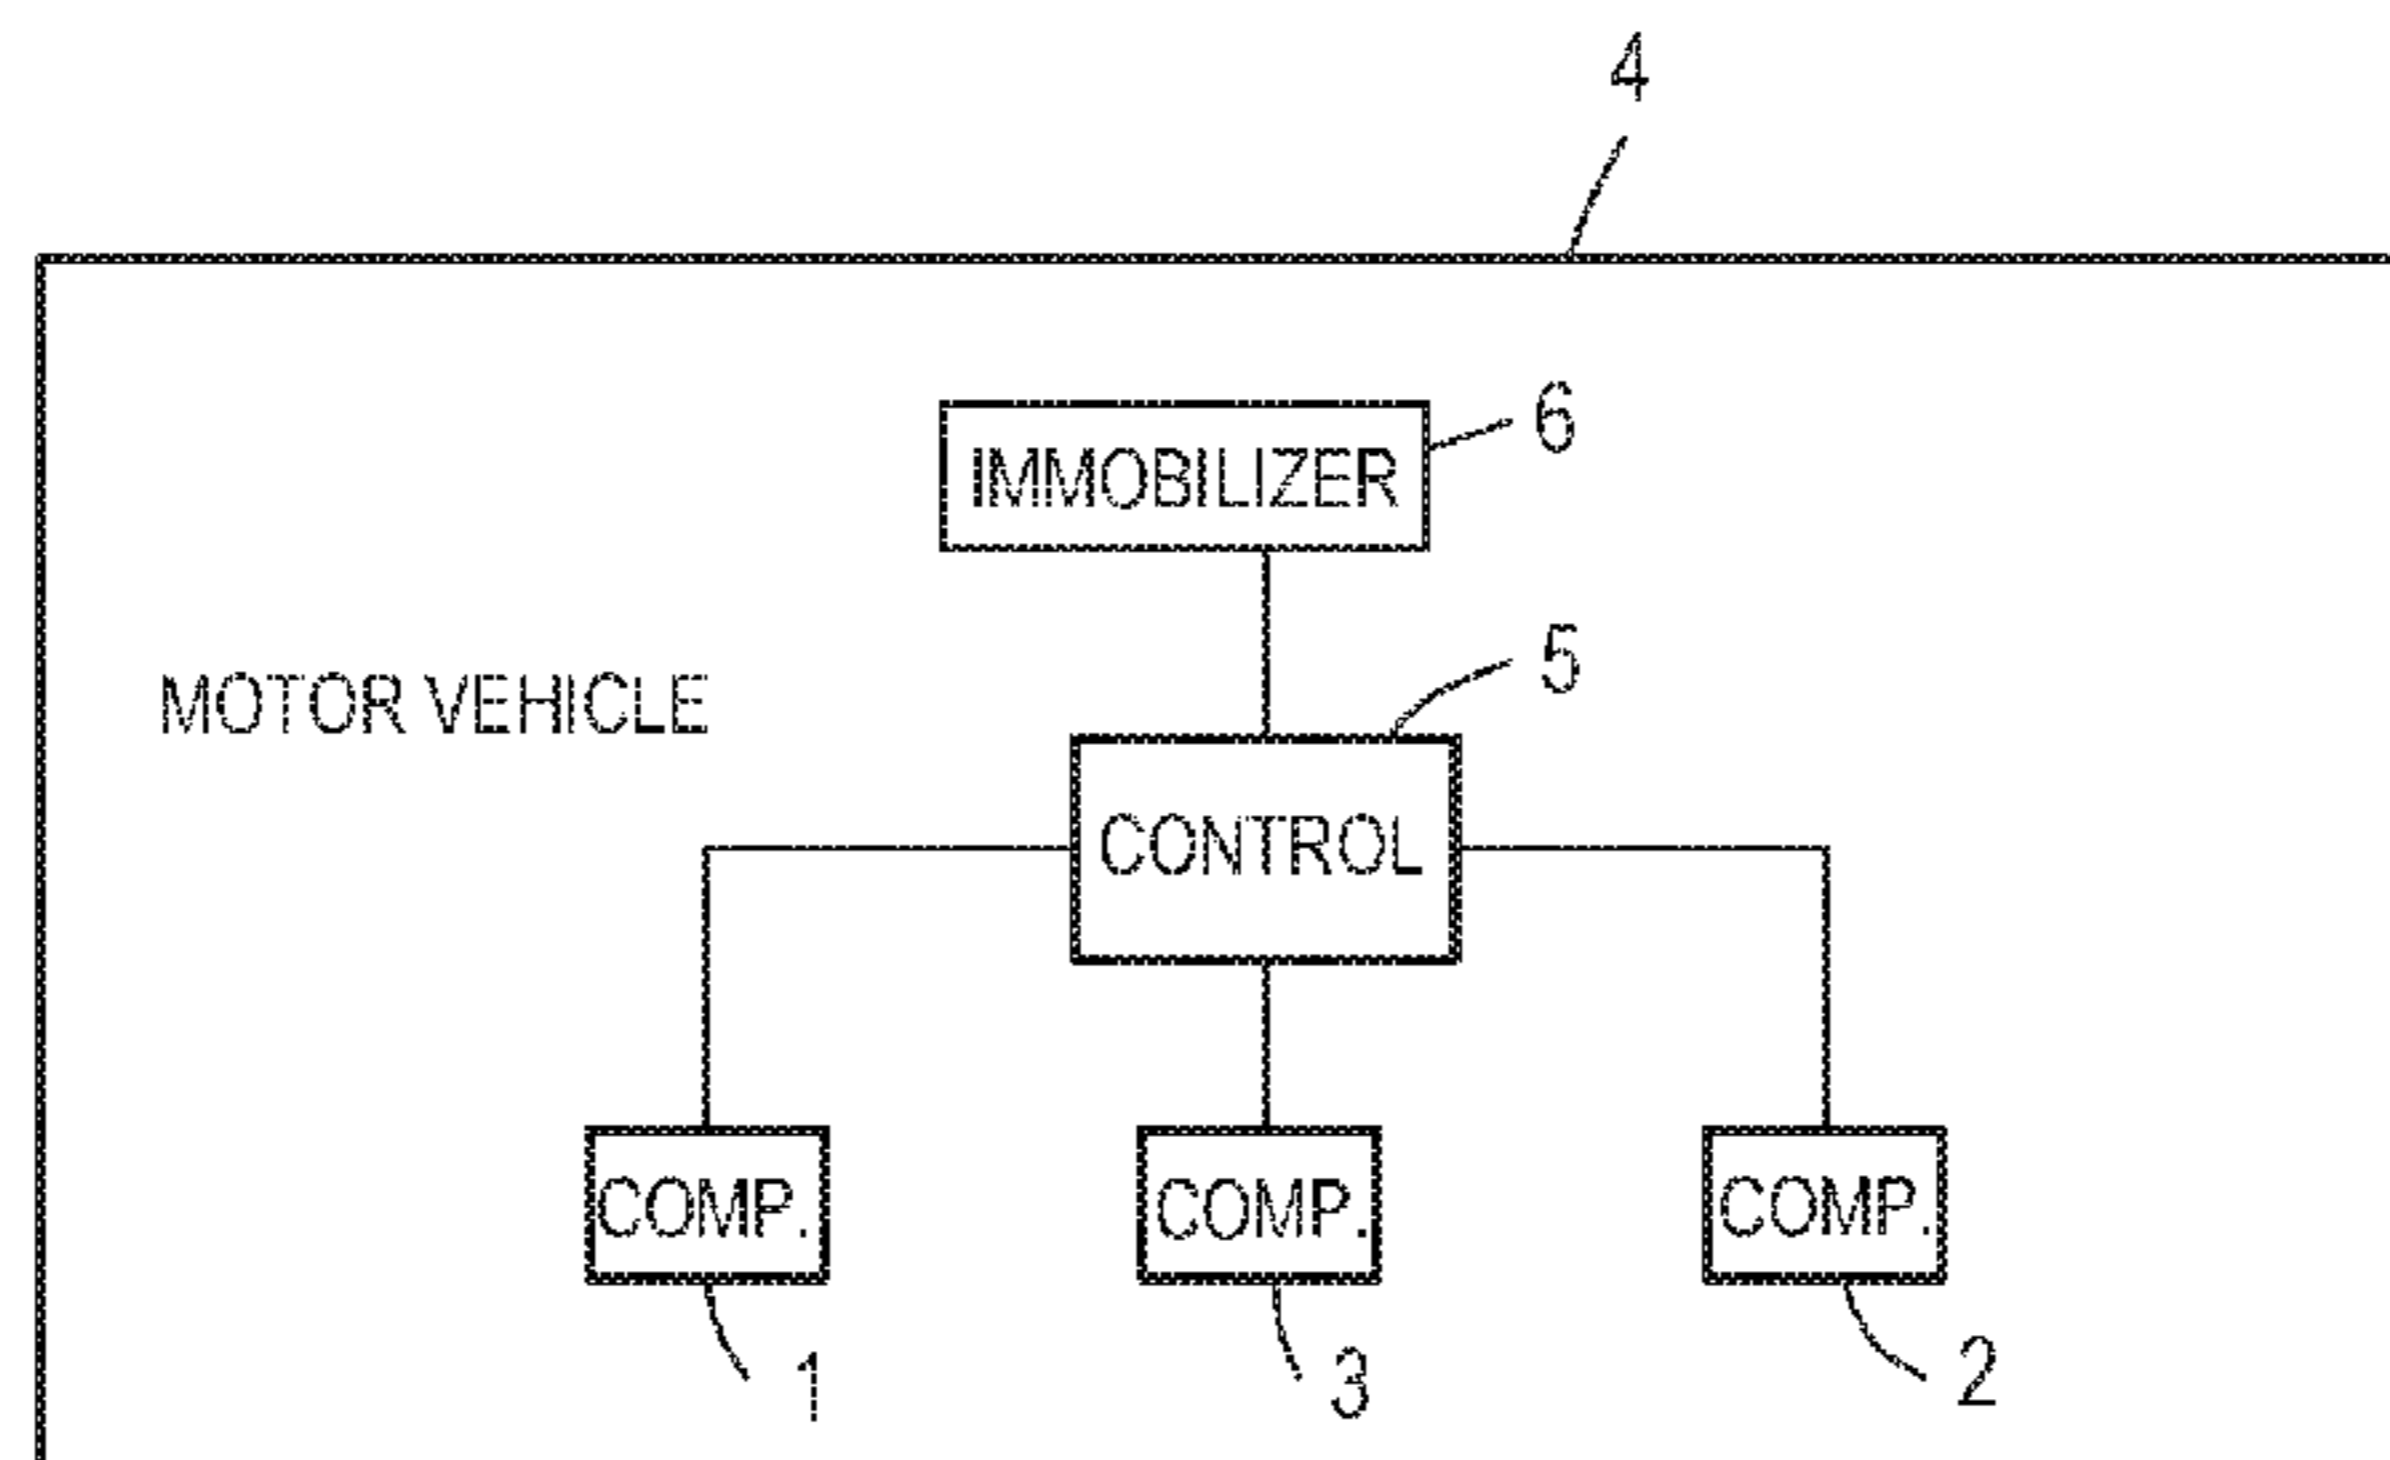 4
IMMOBILIZER 6
MOTOR VEHICLE
5
CONTROL
COMP. COMP. COMP.
1 3 2